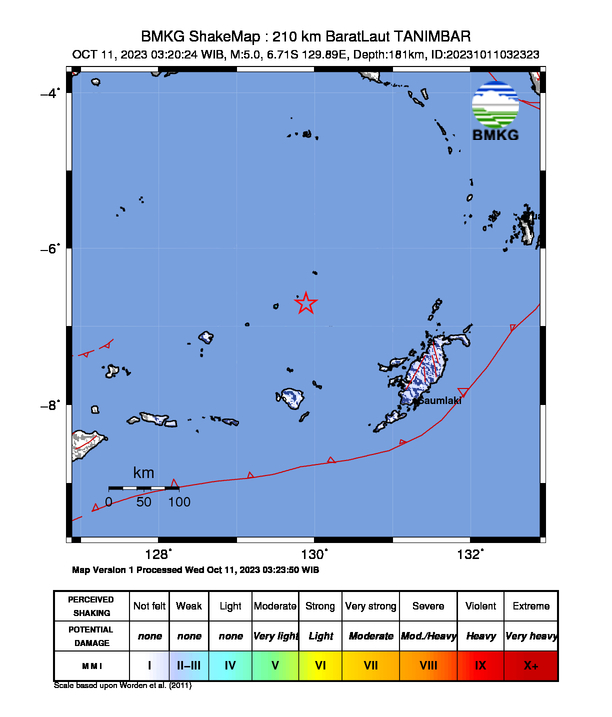 BMKG ShakeMap : 210 km BaratLaut TANIMBAR
OCT 11, 2023 03:20:24 WIB, M:5.0, 6.71S 129.89E, Depth:181km, ID:20231011032323
−4°
BMKG
−6°
−8°
Saumlaki
km
0 50 100
128° 130° 132°
Map Version 1 Processed Wed Oct 11, 2023 03:23:50 WIB
PERCEIVED SHAKING Not felt Weak Light Moderate Strong Very strong Severe Violent Extreme
POTENTIAL DAMAGE none none none Very light Light Moderate Mod./Heavy Heavy Very heavy
MMI I II–III IV V VI VII VIII IX X+
Scale based upon Worden et al. (2011)